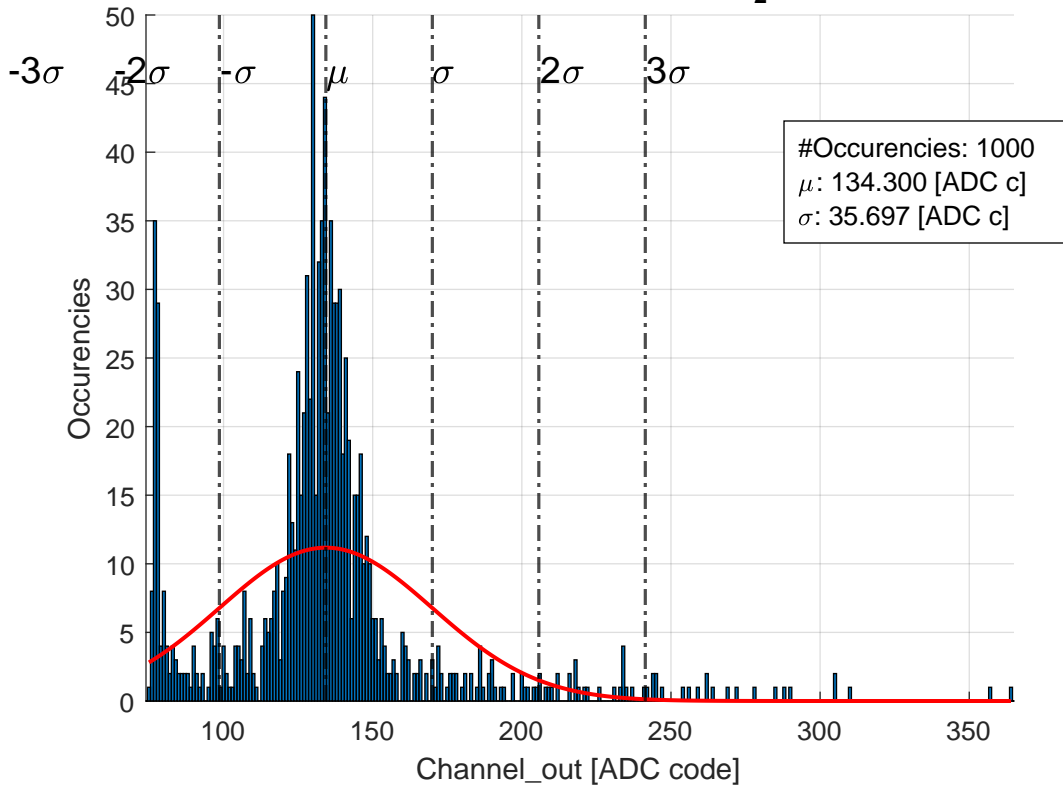 2
50
-3σ -2σ -σ μ σ 2σ 3σ
45
#Occurencies: 1000
μ: 134.300 [ADC c]
σ: 35.697 [ADC c]
40
35
30
25
20
15
10
5
0
Occurencies
100 150 200 250 300 350
Channel_out [ADC code]